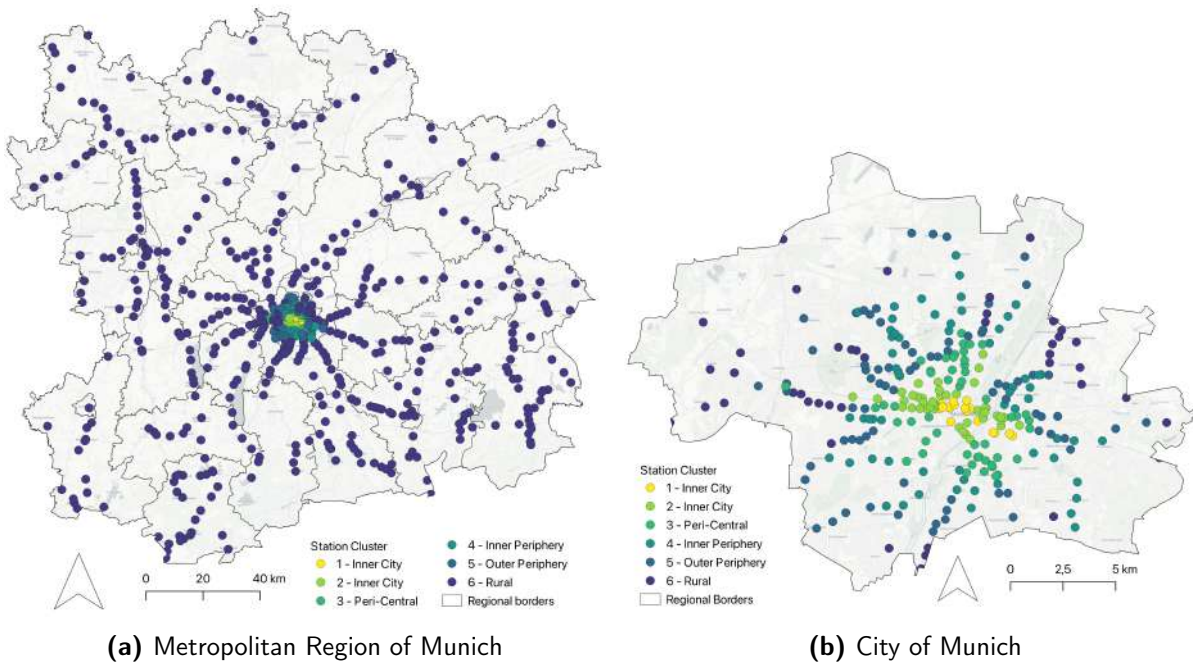 Station Cluster
1 - Inner City
2 - Inner City
3 - Peri-Central
4 - Inner Periphery
5 - Outer Periphery
6 - Rural
Regional borders
0 20 40 km
(a) Metropolitan Region of Munich
Station Cluster
1 - Inner City
2 - Inner City
3 - Peri-Central
4 - Inner Periphery
5 - Outer Periphery
6 - Rural
Regional Borders
0 2,5 5 km
(b) City of Munich